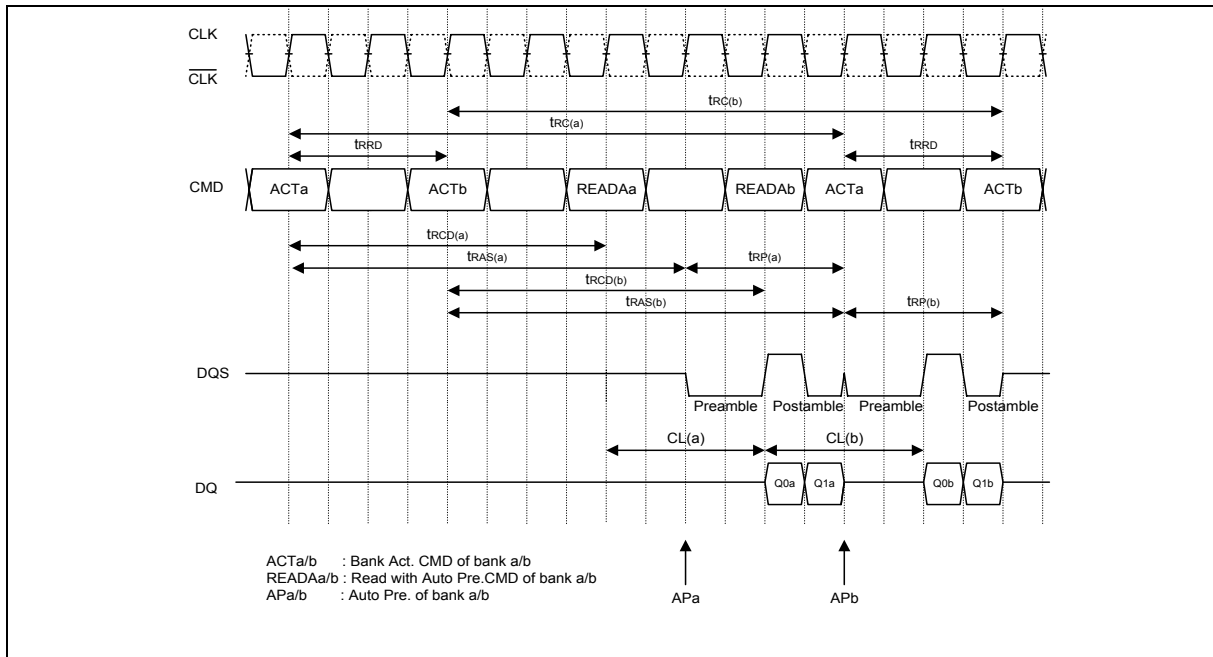 CLK
CLK
tRC(b)
tRC(a)
tRRD tRRD
CMD ACTa ACTb READAa READAb ACTa ACTb
tRCD(a)
tRAS(a) tRP(a)
tRCD(b)
tRAS(b) tRP(b)
DQS
Preamble Postamble Preamble Postamble
CL(a) CL(b)
DQ Q0a Q1a Q0b Q1b
ACTa/b : Bank Act. CMD of bank a/b
READAa/b : Read with Auto Pre.CMD of bank a/b
APa/b : Auto Pre. of bank a/b
APa APb